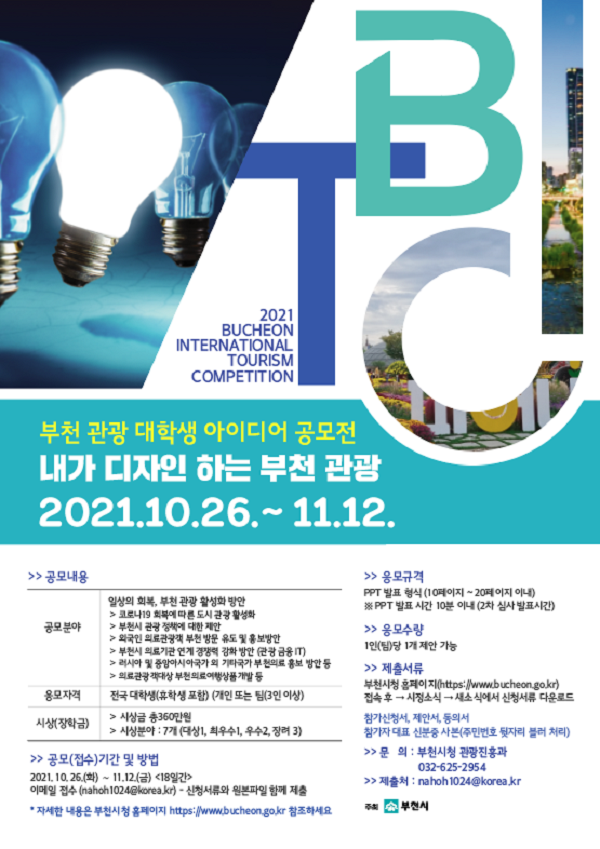 BITC
2021
BUCHEON
INTERNATIONAL
TOURISM
COMPETITION
부천 관광 대학생 아이디어 공모전
내가 디자인 하는 부천 관광
2021.10.26.~ 11.12.
>> 공모내용
공모분야
일상의 회복, 부천 관광 활성화 방안
> 코로나19 회복에 따른 도시 관광 활성화
> 부천시 관광 정책에 대한 제안
> 외국인 의료관광객 부천 방문 유도 및 홍보방안
> 부천시 의료기관 연계 경쟁력 강화 방안 (관광 금융 IT)
> 러시아 및 중앙아시아국가 외 기타국가 부천의료 홍보 방안 등
> 의료관광객대상 부천의료여행상품개발 등
응모자격
전국 대학생(휴학생 포함) (개인 또는 팀(3인 이상)
시상(장학금)
> 시상금 총360만원
> 시상분야 : 7개 (대상1, 최우수1, 우수2, 장려 3)
>> 공모(접수)기간 및 방법
2021. 10. 26.(화) ~ 11.12.(금) <18일간>
이메일 접수 (nahoh1024@korea.kr) - 신청서류와 원본파일 함께 제출
* 자세한 내용은 부천시청 홈페이지 https://www.bucheon.go.kr 참조하세요
>> 응모규격
PPT 발표 형식 (10페이지 ~ 20페이지 이내)
※ PPT 발표 시간 10분 이내 (2차 심사 발표시간)
>> 응모수량
1인(팀)당 1개 제안 가능
>> 제출서류
부천시청 홈페이지(https://www.bucheon.go.kr)
접속 후 → 시정소식 → 새소식에서 신청서류 다운로드
참가신청서, 제안서, 동의서
참가자 대표 신분증 사본(주민번호 뒷자리 블러 처리)
>> 문 의 : 부천시청 관광진흥과
032-625-2954
>> 제출처 : nahoh1024@korea.kr
주최 부천시